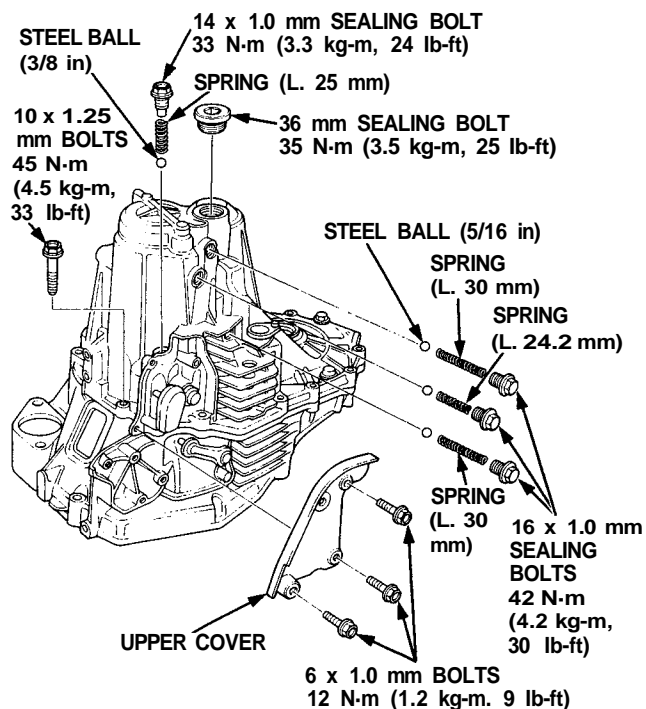 14 x 1.0 mm SEALING BOLT
33 N·m (3.3 kg-m, 24 lb-ft)
STEEL BALL
(3/8 in)
SPRING (L. 25 mm)
10 x 1.25
mm BOLTS
45 N·m
(4.5 kg-m,
33 lb-ft)
36 mm SEALING BOLT
35 N·m (3.5 kg-m, 25 lb-ft)
STEEL BALL (5/16 in)
SPRING
(L. 30 mm)
SPRING
(L. 24.2 mm)
SPRING
(L. 30
mm)
16 x 1.0 mm
SEALING
BOLTS
42 N·m
(4.2 kg-m,
30 lb-ft)
UPPER COVER
6 x 1.0 mm BOLTS
12 N·m (1.2 kg-m. 9 lb-ft)